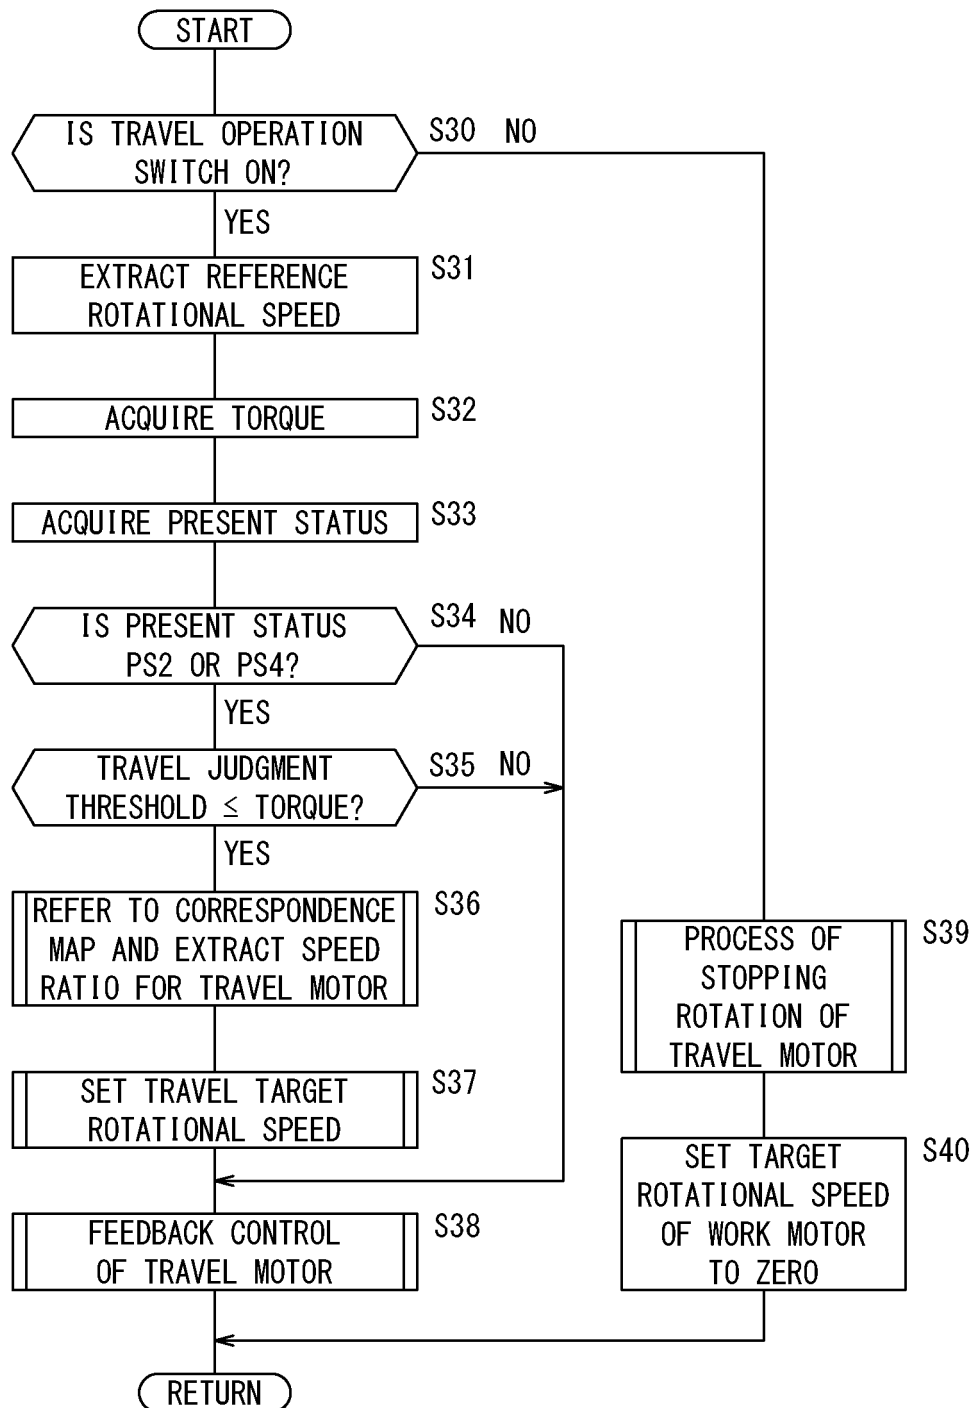 START
IS TRAVEL OPERATION
SWITCH ON?
S30 NO
YES
EXTRACT REFERENCE
ROTATIONAL SPEED
S31
ACQUIRE TORQUE
S32
ACQUIRE PRESENT STATUS
S33
IS PRESENT STATUS
PS2 OR PS4?
S34 NO
YES
TRAVEL JUDGMENT
THRESHOLD ≤ TORQUE?
S35 NO
YES
REFER TO CORRESPONDENCE
MAP AND EXTRACT SPEED
RATIO FOR TRAVEL MOTOR
S36
SET TRAVEL TARGET
ROTATIONAL SPEED
S37
FEEDBACK CONTROL
OF TRAVEL MOTOR
S38
PROCESS OF
STOPPING
ROTATION OF
TRAVEL MOTOR
S39
SET TARGET
ROTATIONAL SPEED
OF WORK MOTOR
TO ZERO
S40
RETURN